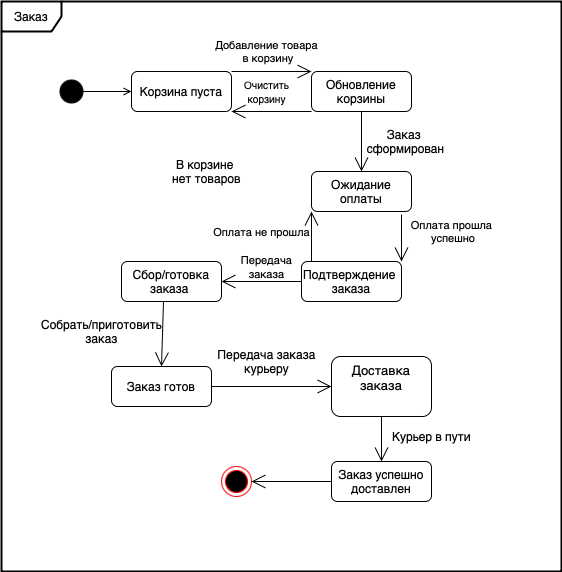 Заказ
Добавление товара
в корзину
Корзина пуста
Очистить
корзину
Обновление
корзины
Заказ
сформирован
В корзине
нет товаров
Ожидание
оплаты
Оплата не прошла
Оплата прошла
успешно
Передача
заказа
Сбор/готовка
заказа
Подтверждение
заказа
Собрать/приготовить
заказ
Передача заказа
курьеру
Заказ готов
Доставка
заказа
Курьер в пути
Заказ успешно
доставлен